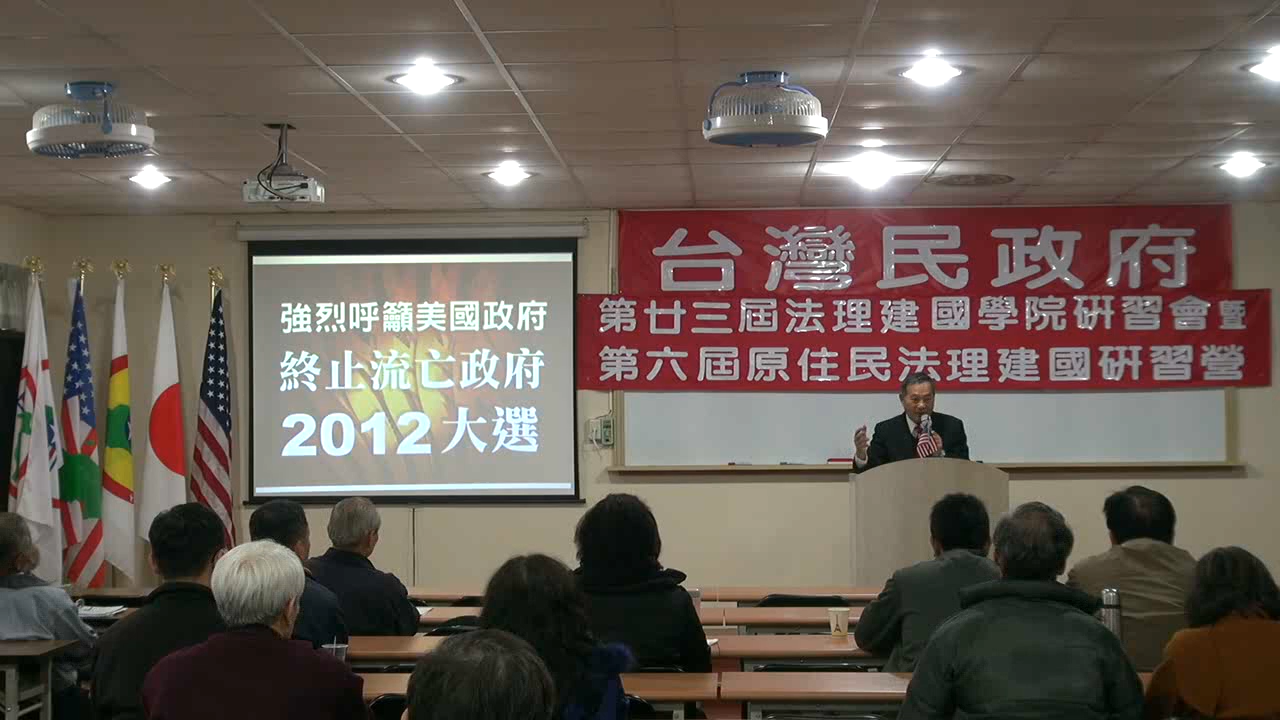 強烈呼籲美國政府
終止流亡政府
2012大選
台灣民政府
第廿三屆法理建國學院研習會暨
第六屆原住民法理建國研習營